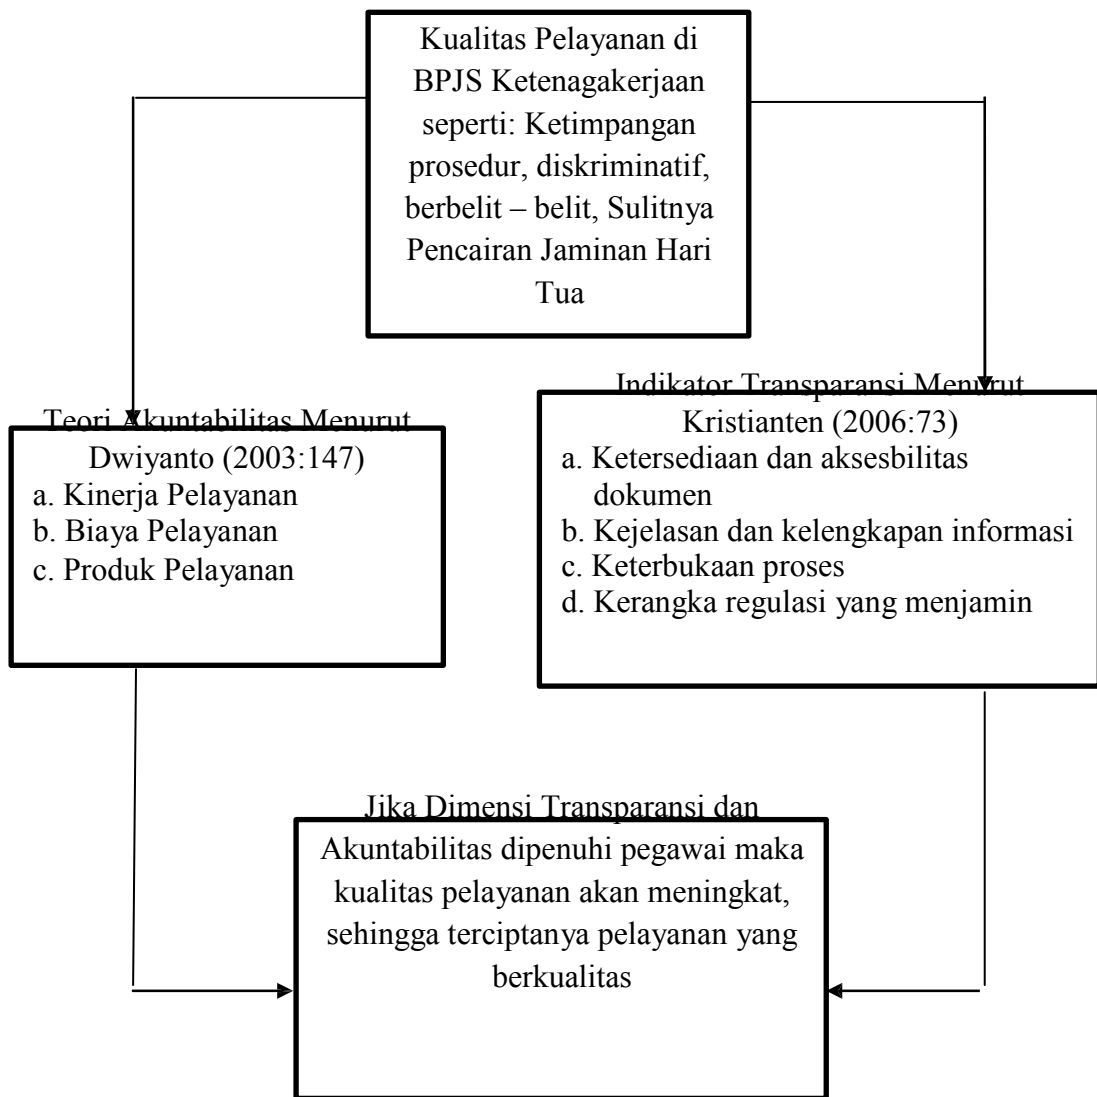 Kualitas Pelayanan di
BPJS Ketenagakerjaan
seperti: Ketimpangan
prosedur, diskriminatif,
berbelit – belit, Sulitnya
Pencairan Jaminan Hari
Tua
Teori Akuntabilitas Menurut
Dwiyanto (2003:147)
a. Kinerja Pelayanan
b. Biaya Pelayanan
c. Produk Pelayanan
Indikator Transparansi Menurut
Kristianten (2006:73)
a. Ketersediaan dan aksesbilitas
dokumen
b. Kejelasan dan kelengkapan informasi
c. Keterbukaan proses
d. Kerangka regulasi yang menjamin
Jika Dimensi Transparansi dan
Akuntabilitas dipenuhi pegawai maka
kualitas pelayanan akan meningkat,
sehingga terciptanya pelayanan yang
berkualitas